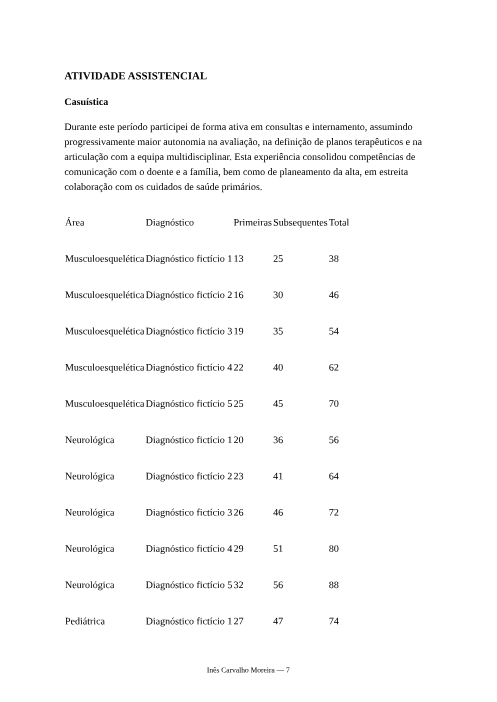 ATIVIDADE ASSISTENCIAL
Casuística
Durante este período participei de forma ativa em consultas e internamento, assumindo
progressivamente maior autonomia na avaliação, na definição de planos terapêuticos e na
articulação com a equipa multidisciplinar. Esta experiência consolidou competências de
comunicação com o doente e a família, bem como de planeamento da alta, em estreita
colaboração com os cuidados de saúde primários.
Área Diagnóstico Primeiras Subsequentes Total
Musculoesquelética Diagnóstico fictício 1 13 25 38
Musculoesquelética Diagnóstico fictício 2 16 30 46
Musculoesquelética Diagnóstico fictício 3 19 35 54
Musculoesquelética Diagnóstico fictício 4 22 40 62
Musculoesquelética Diagnóstico fictício 5 25 45 70
Neurológica Diagnóstico fictício 1 20 36 56
Neurológica Diagnóstico fictício 2 23 41 64
Neurológica Diagnóstico fictício 3 26 46 72
Neurológica Diagnóstico fictício 4 29 51 80
Neurológica Diagnóstico fictício 5 32 56 88
Pediátrica Diagnóstico fictício 1 27 47 74
Inês Carvalho Moreira — 7